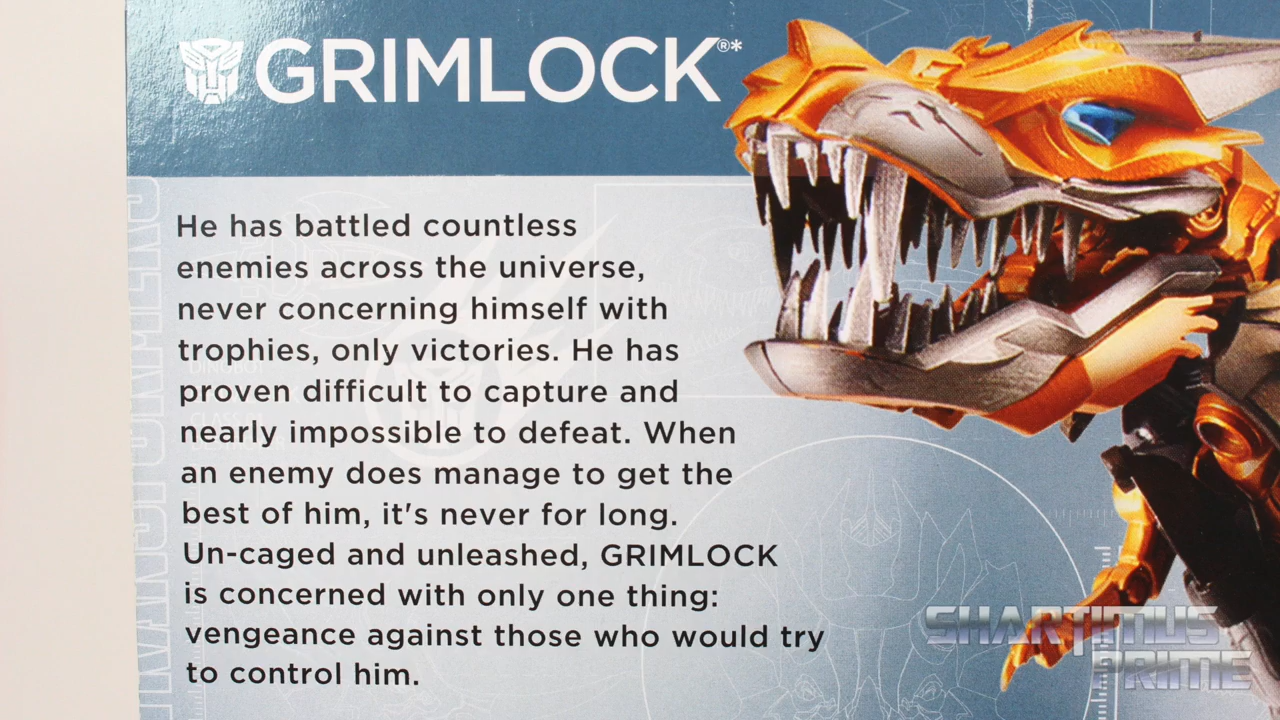 GRIMLOCK®*
He has battled countless
enemies across the universe,
never concerning himself with
trophies, only victories. He has
proven difficult to capture and
nearly impossible to defeat. When
an enemy does manage to get the
best of him, it's never for long.
Un-caged and unleashed, GRIMLOCK
is concerned with only one thing:
vengeance against those who would try
to control him.
TRANSFORMERS
DINOBOT
SHARTIMUS
PRIME